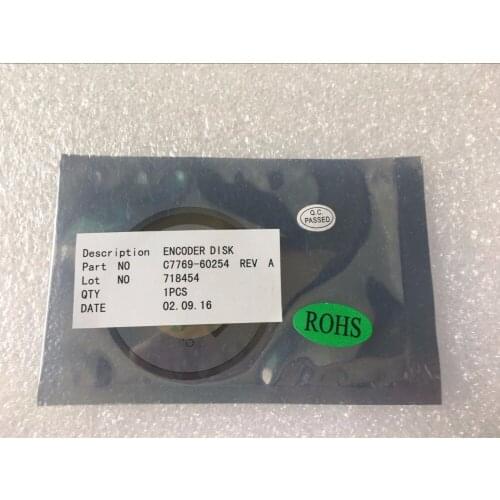 Description ENCODER DISK
Part NO C7769-60254 REV A
Lot NO 718454
QTY 1PCS
DATE 02.09.16
Q.C.
PASSED
ROHS